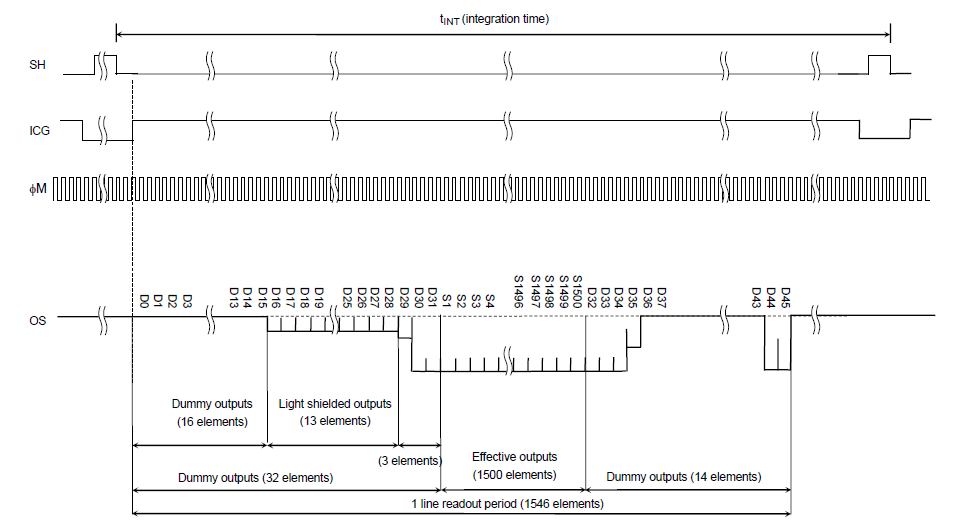 tINT (integration time)
SH
ICG
ϕM
OS
D0
D1
D2
D3
D13
D14
D15
D16
D17
D18
D19
D25
D26
D27
D28
D29
D30
D31
S1
S2
S3
S4
S1496
S1497
S1498
S1499
S1500
D32
D33
D34
D35
D36
D37
D43
D44
D45
Dummy outputs
(16 elements)
Light shielded outputs
(13 elements)
(3 elements)
Effective outputs
(1500 elements)
Dummy outputs (32 elements)
Dummy outputs (14 elements)
1 line readout period (1546 elements)